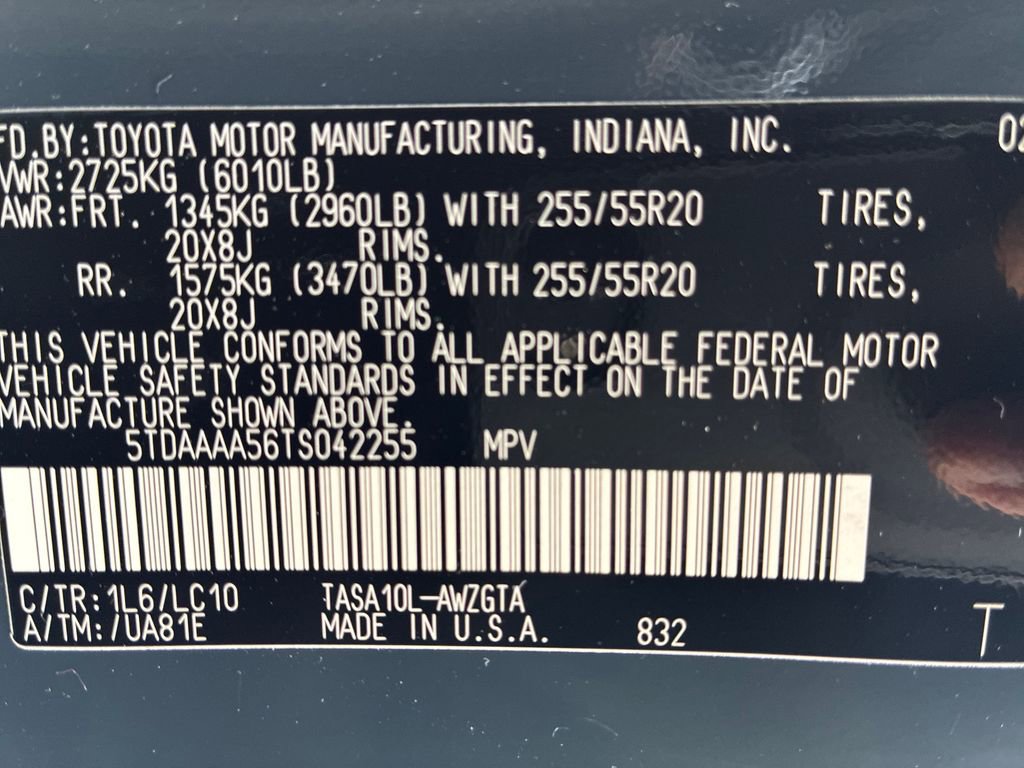 FD.BY:TOYOTA MOTOR MANUFACTURING, INDIANA, INC. 02
VWR:2725KG (6010LB)
AWR:FRT. 1345KG (2960LB) WITH 255/55R20 TIRES,
20X8J RIMS.
RR. 1575KG (3470LB) WITH 255/55R20 TIRES,
20X8J RIMS.
THIS VEHICLE CONFORMS TO ALL APPLICABLE FEDERAL MOTOR
VEHICLE SAFETY STANDARDS IN EFFECT ON THE DATE OF
MANUFACTURE SHOWN ABOVE.
5TDAAAA56TS042255 MPV
C/TR:1L6/LC10 TASA10L-AWZGTA
A/TM:/UA81E MADE IN U.S.A. 832 T